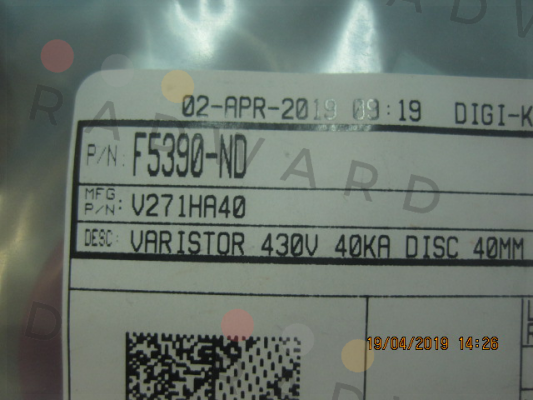 02-APR-2019 09:19 DIGI-K
P/N: F5390-ND
MFG P/N: V271HA40
DESC: VARISTOR 430V 40KA DISC 40MM
19/04/2019 14:26
RADWARD